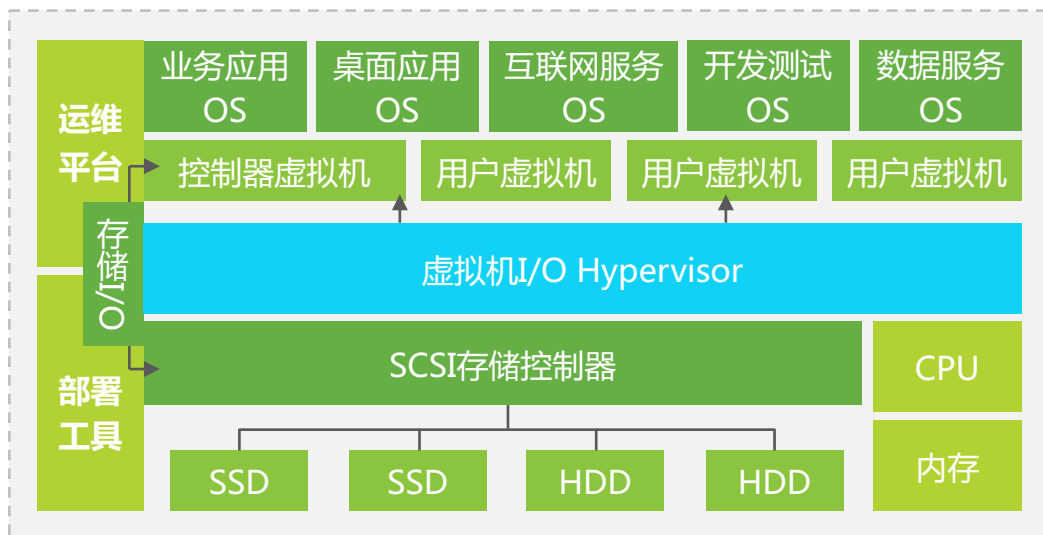 业务应用
OS
桌面应用
OS
互联网服务
OS
开发测试
OS
数据服务
OS
运维
平台
控制器虚拟机
用户虚拟机
用户虚拟机
用户虚拟机
存储I/O
虚拟机I/O Hypervisor
部署
工具
SCSI存储控制器
CPU
SSD
SSD
HDD
HDD
内存